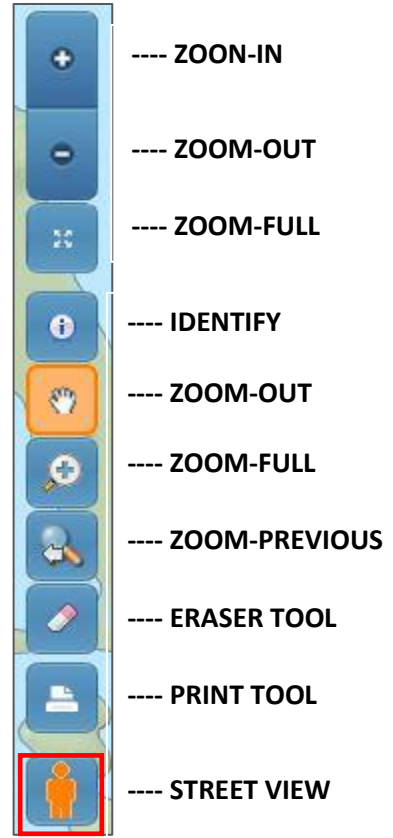 ---- ZOON-IN
---- ZOOM-OUT
---- ZOOM-FULL
---- IDENTIFY
---- ZOOM-OUT
---- ZOOM-FULL
---- ZOOM-PREVIOUS
---- ERASER TOOL
---- PRINT TOOL
---- STREET VIEW